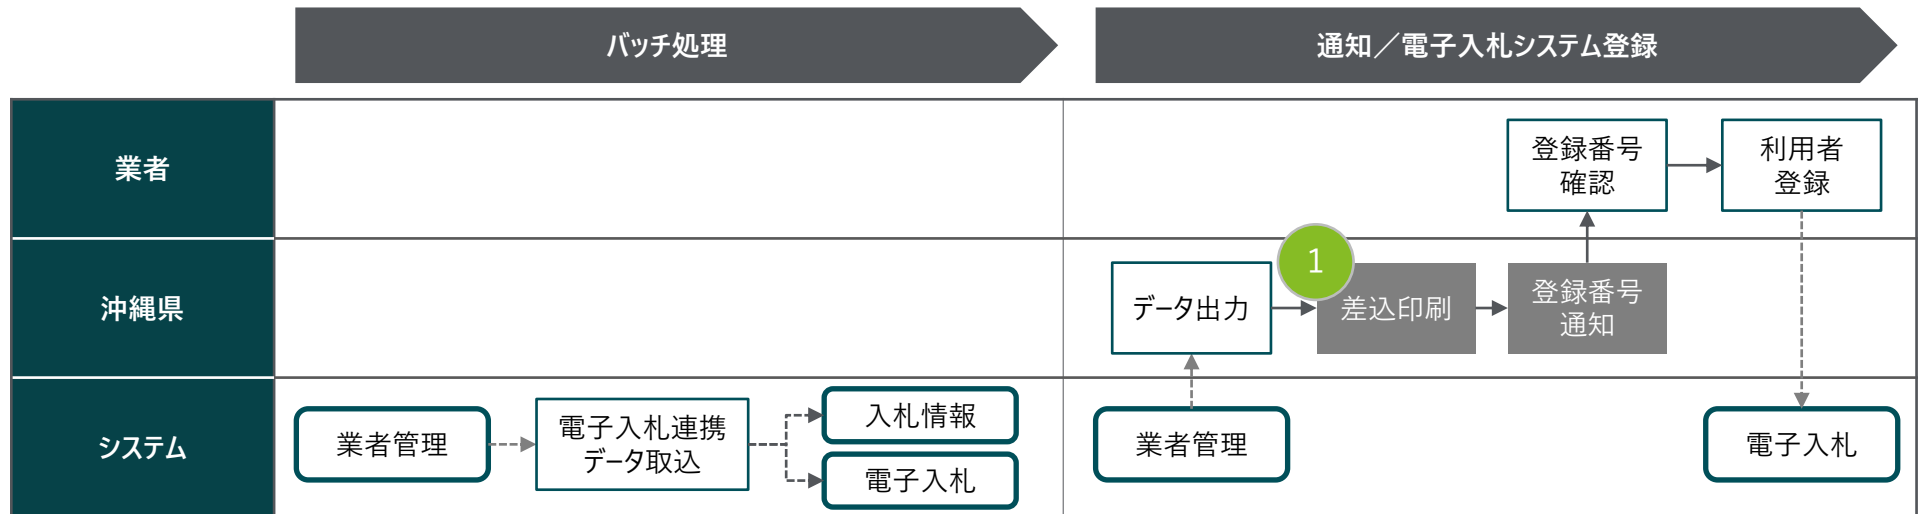 バッチ処理
通知／電子入札システム登録
業者
登録番号
確認
利用者
登録
沖縄県
データ出力
1
差込印刷
登録番号
通知
システム
業者管理
電子入札連携
データ取込
入札情報
電子入札
業者管理
電子入札